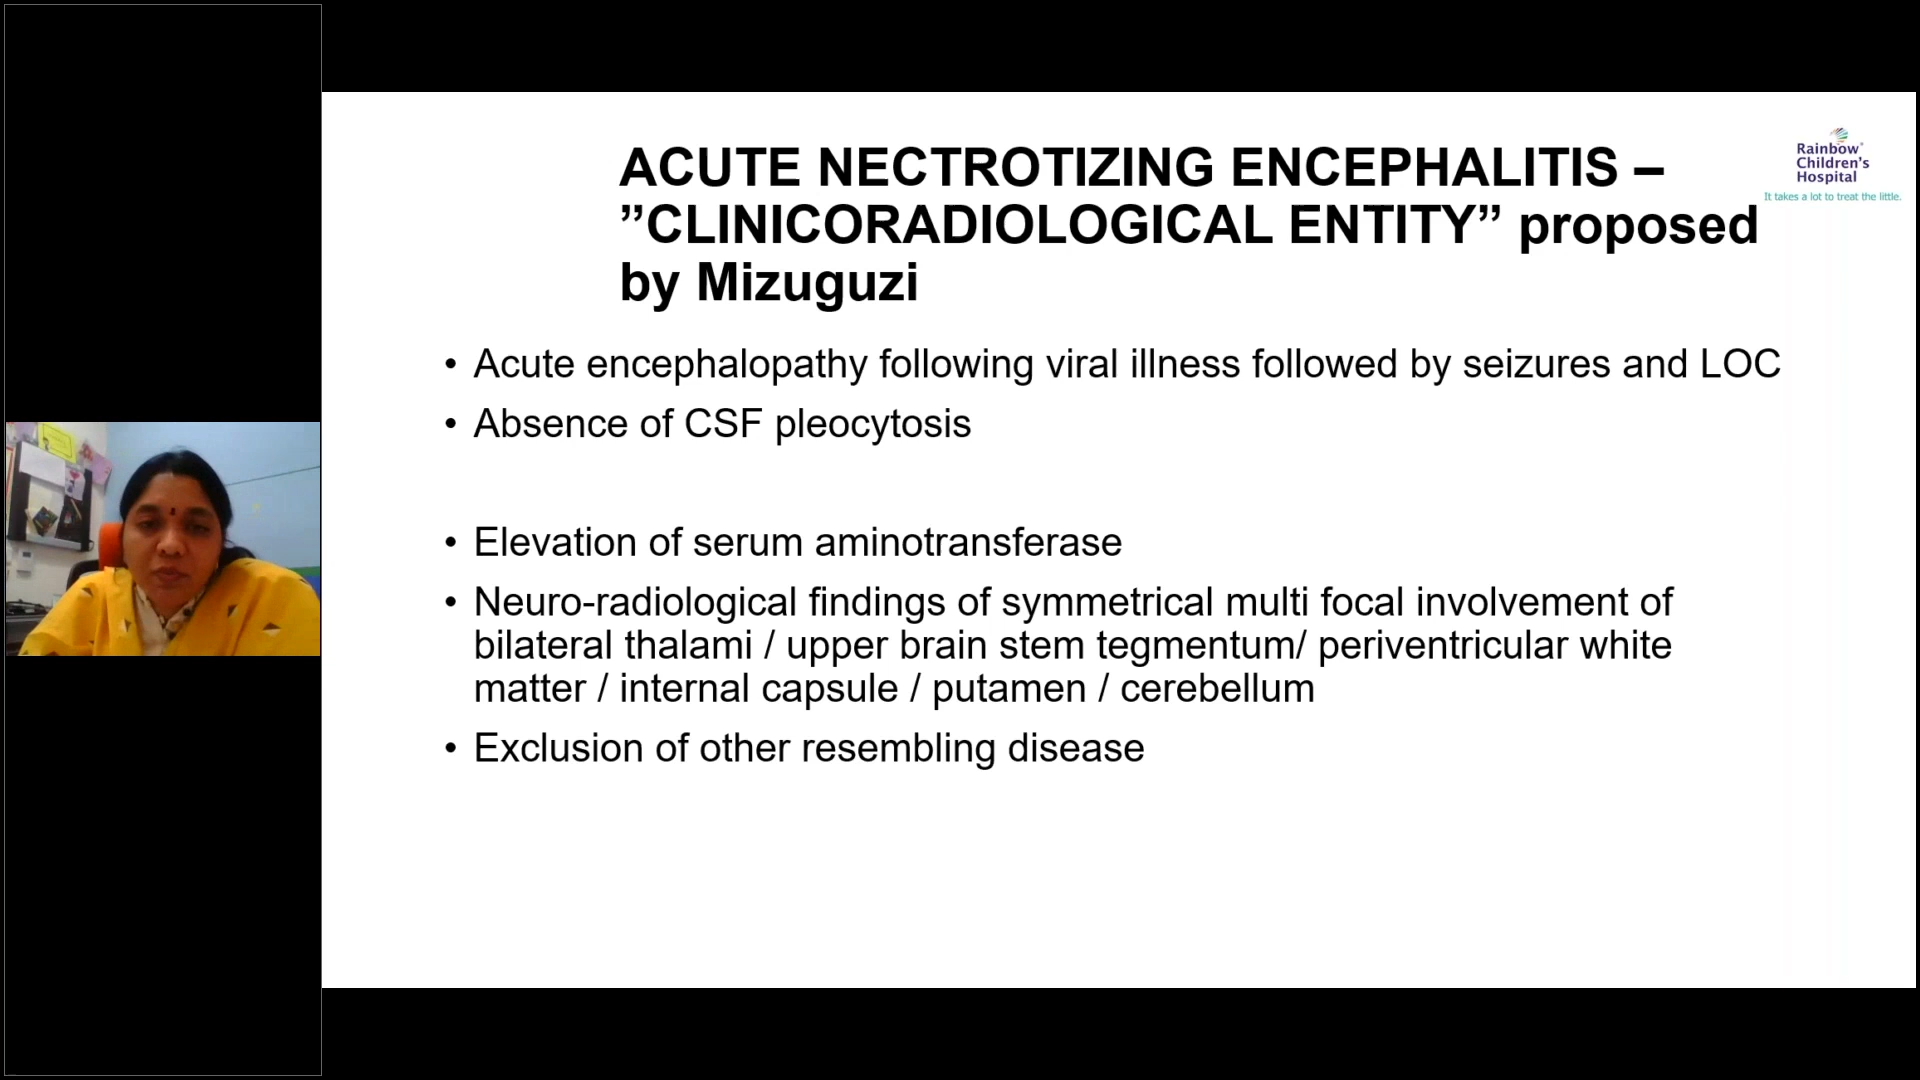 ACUTE NECTROTIZING ENCEPHALITIS –
”CLINICORADIOLOGICAL ENTITY” proposed
by Mizuguzi
Rainbow
Children's
Hospital
It takes a lot to treat the little.
• Acute encephalopathy following viral illness followed by seizures and LOC
• Absence of CSF pleocytosis
• Elevation of serum aminotransferase
• Neuro-radiological findings of symmetrical multi focal involvement of
bilateral thalami / upper brain stem tegmentum/ periventricular white
matter / internal capsule / putamen / cerebellum
• Exclusion of other resembling disease